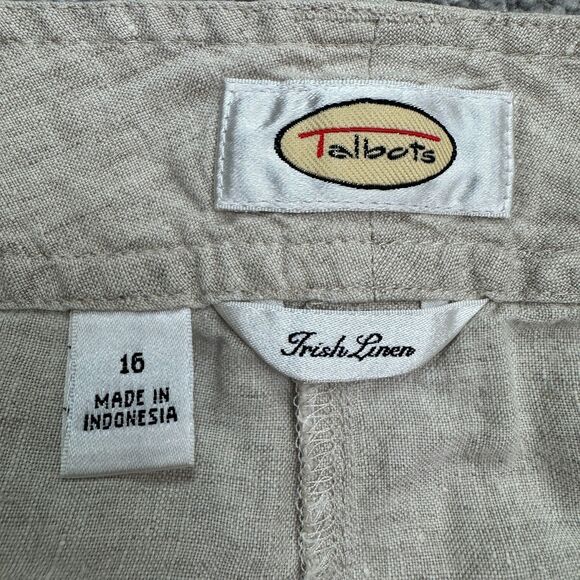 Talbots
Irish Linen
16
MADE IN
INDONESIA